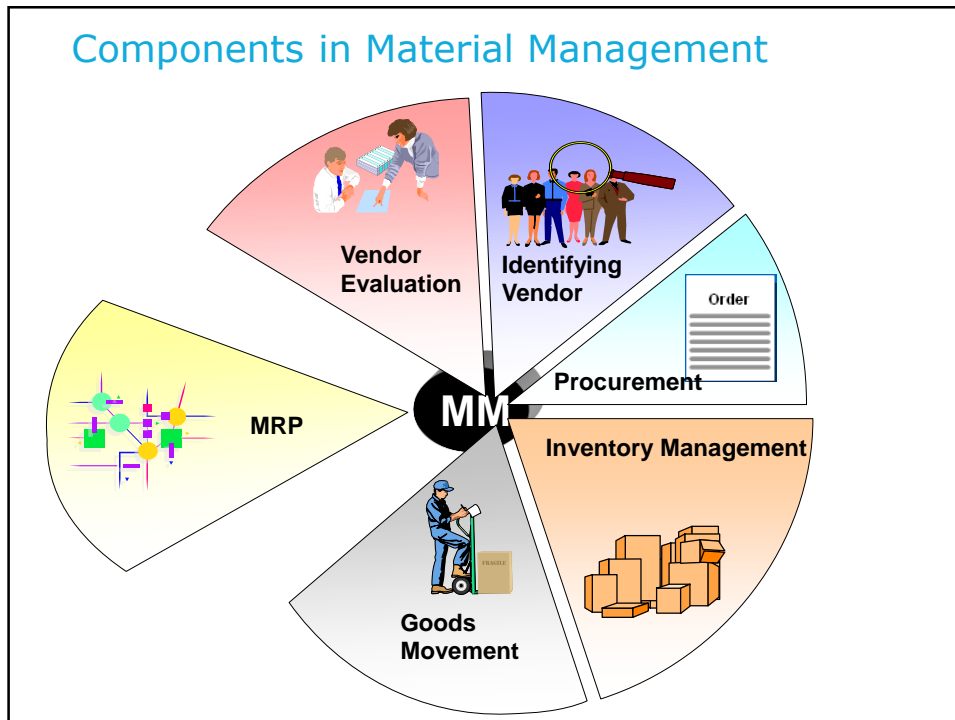 Components in Material Management
Vendor
Evaluation
Identifying
Vendor
Order
Procurement
MRP
MM
Inventory Management
FRAGILE
Goods
Movement